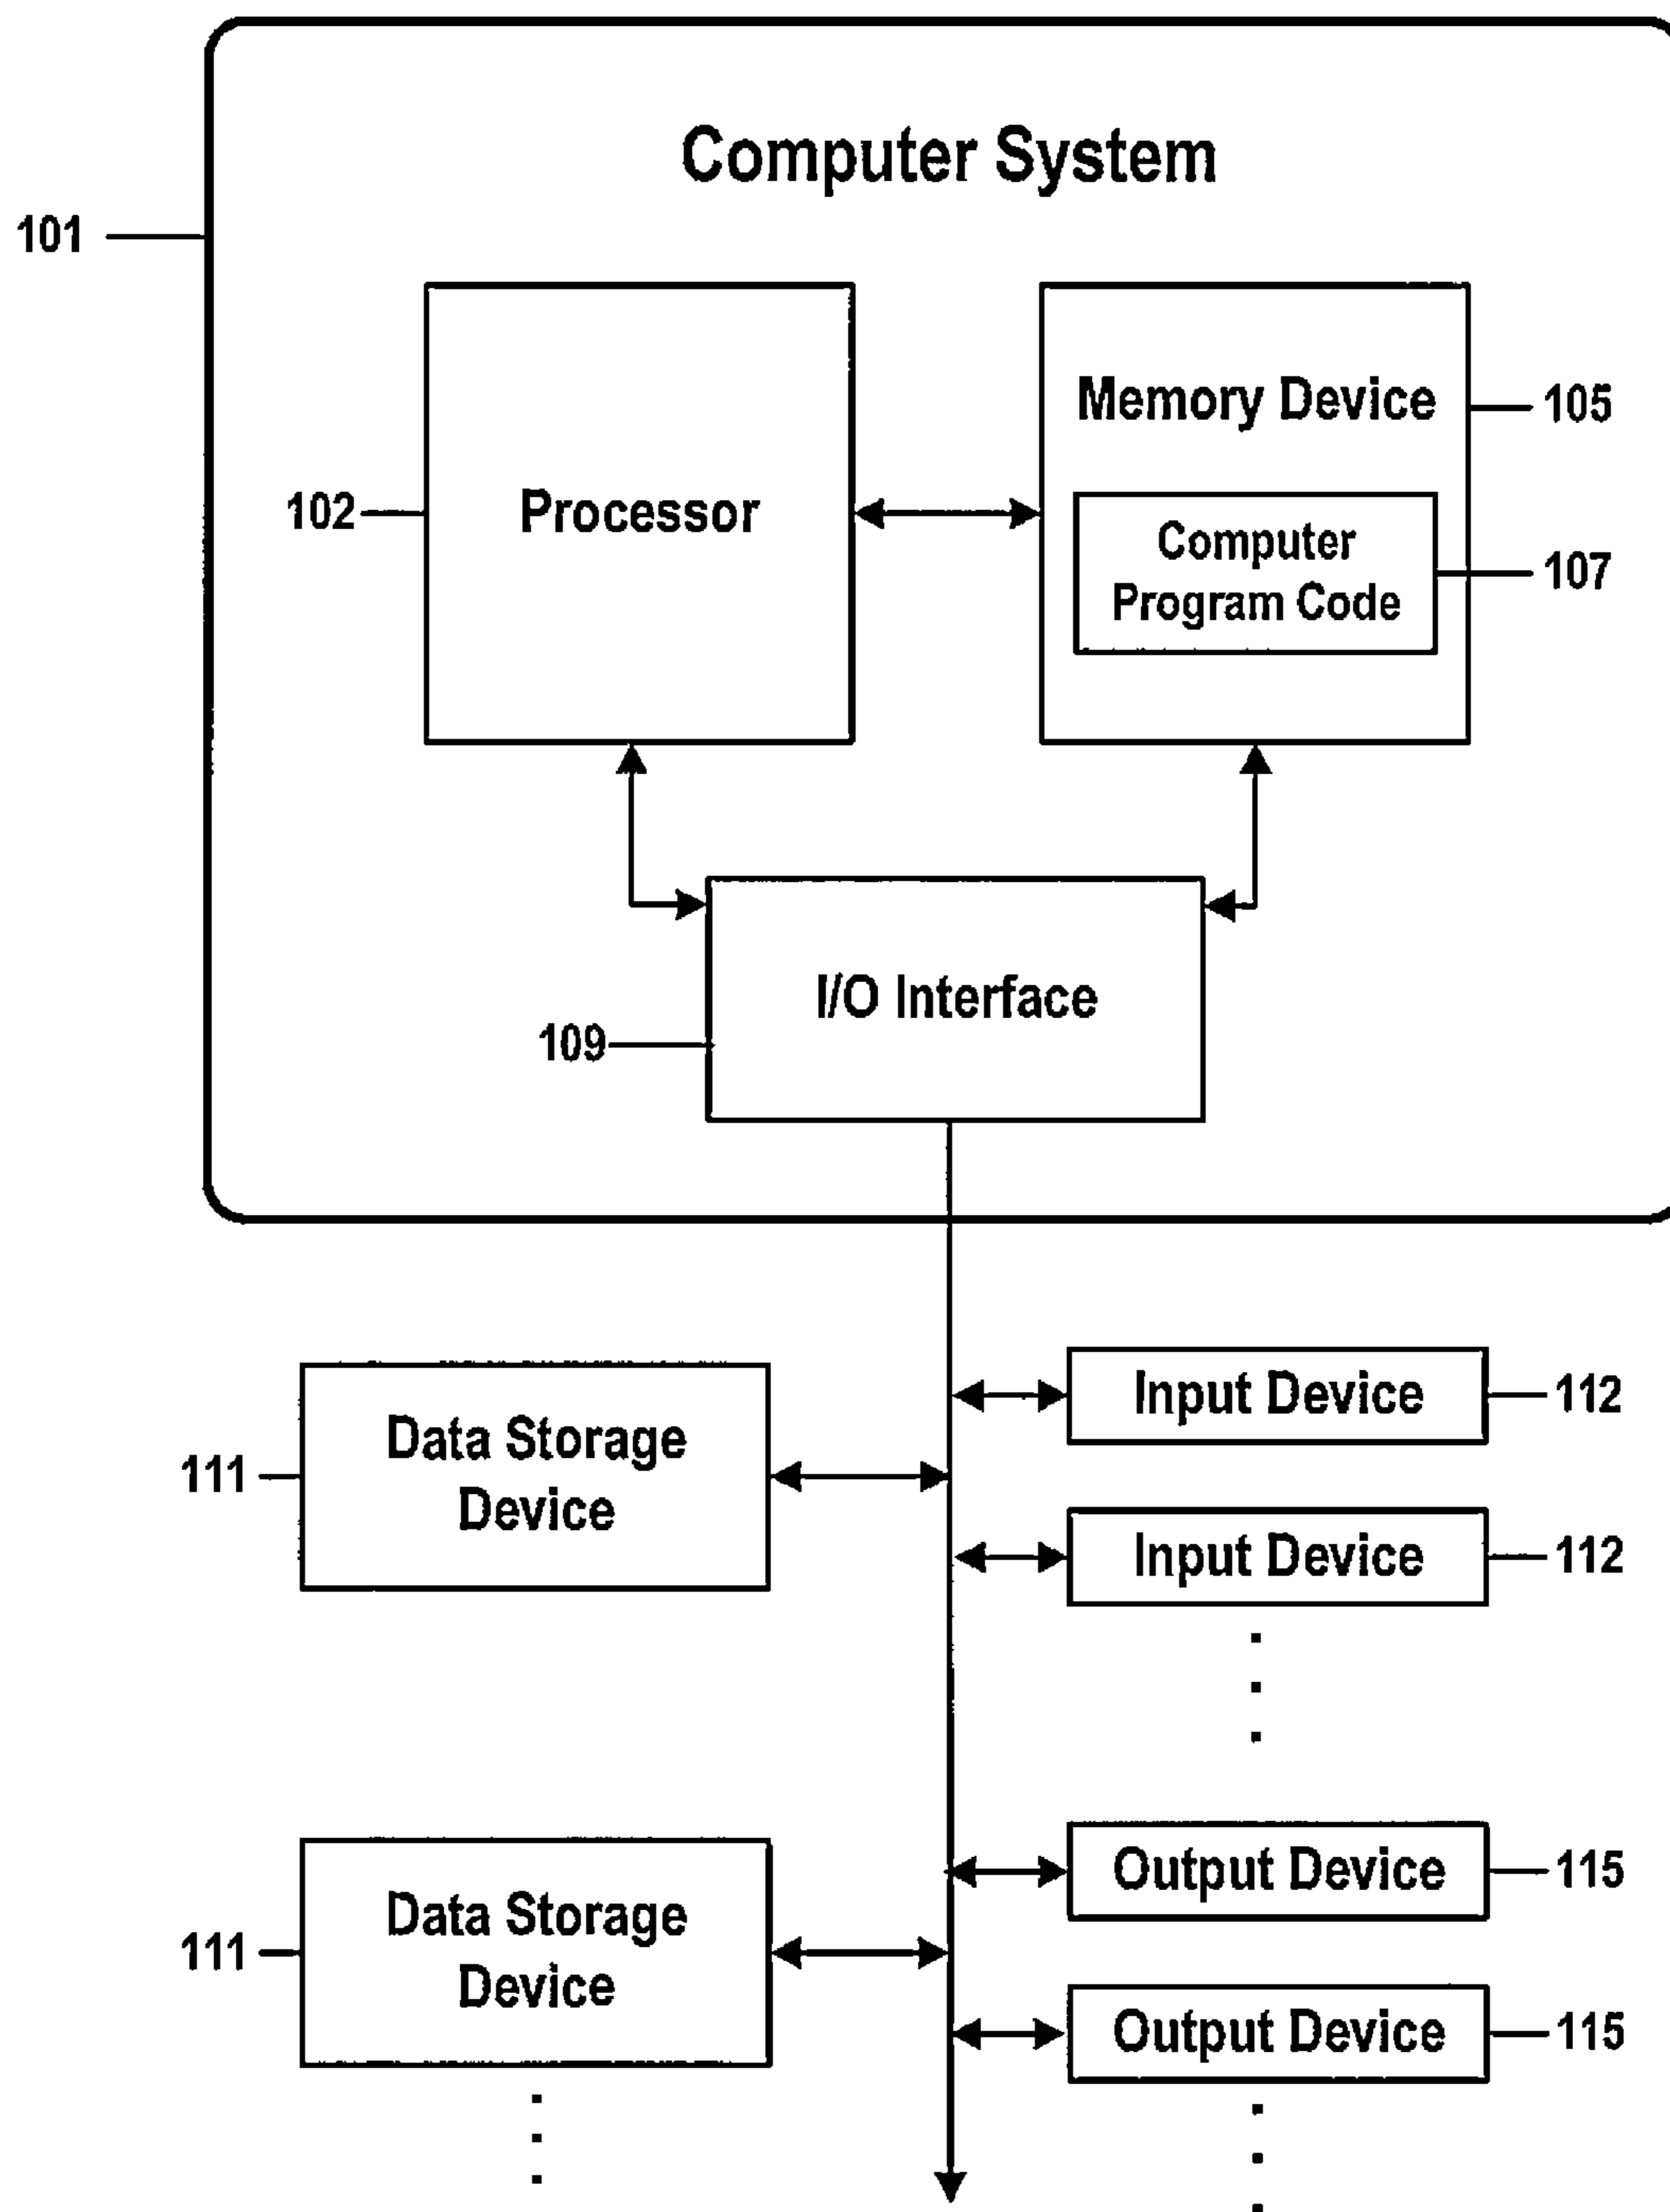 Computer System
101
Processor
102
Memory Device
105
Computer
Program Code
107
I/O Interface
109
Data Storage
Device
111
Input Device
112
Input Device
112
Data Storage
Device
111
Output Device
115
Output Device
115